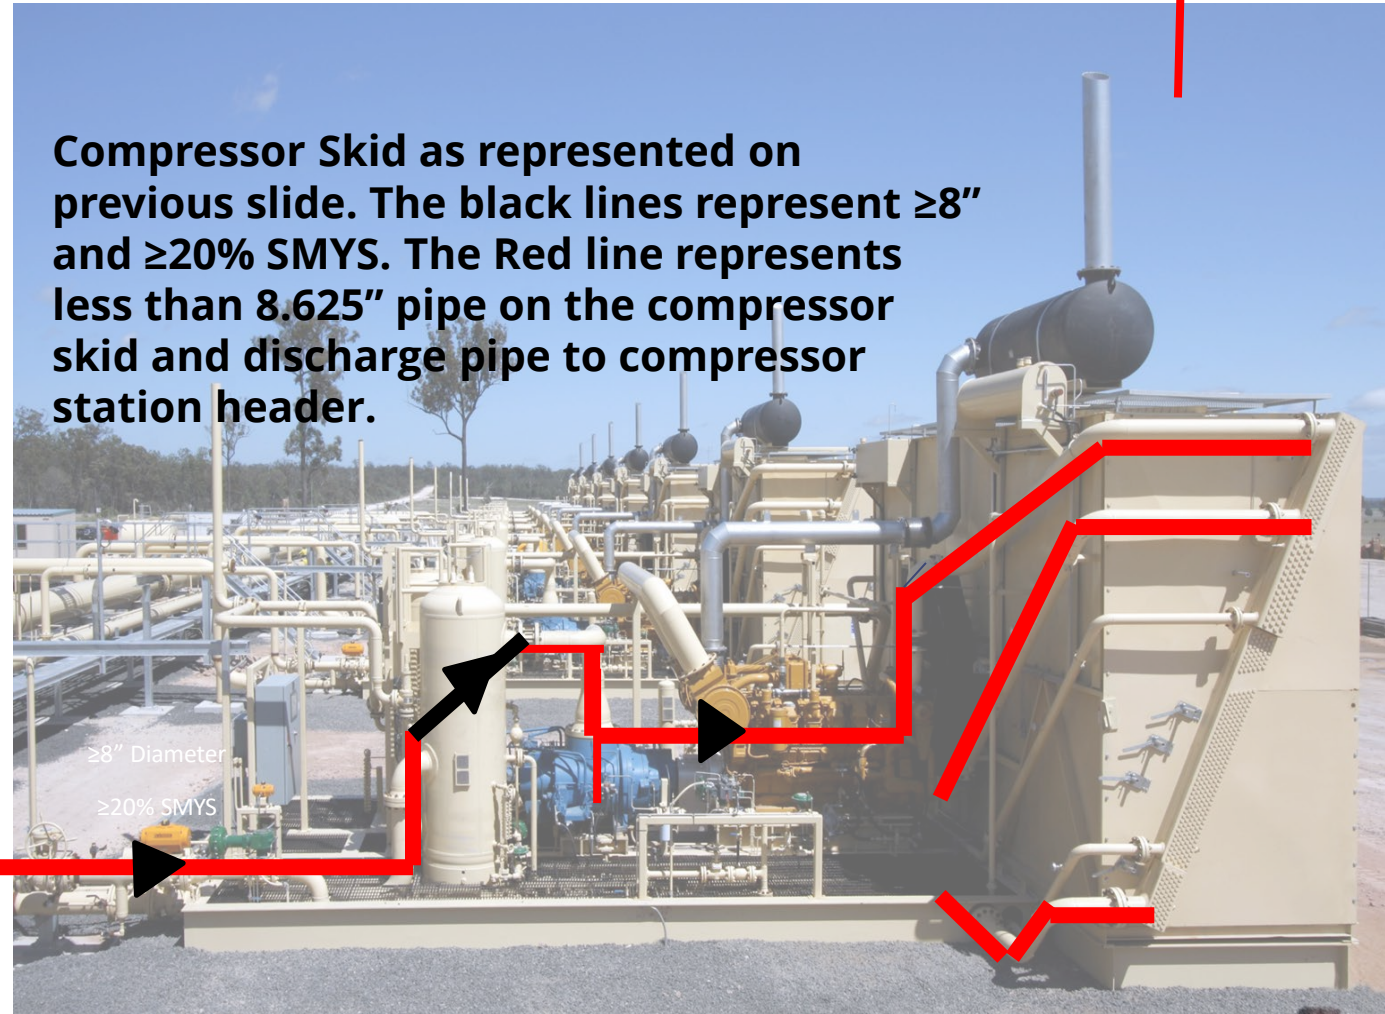 Compressor Skid as represented on
previous slide. The black lines represent ≥8”
and ≥20% SMYS. The Red line represents
less than 8.625” pipe on the compressor
skid and discharge pipe to compressor
station header.
≥8” Diameter
≥20% SMYS